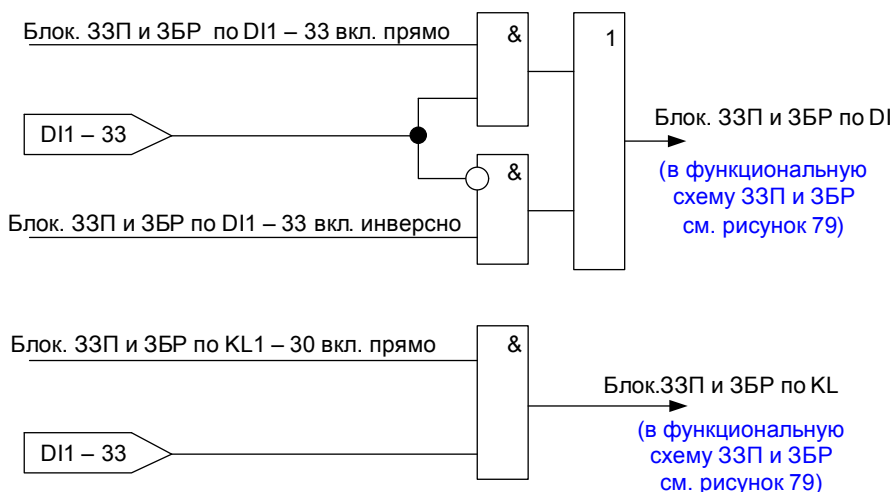 Блок. ЗЗП и ЗБР по DI1 – 33 вкл. прямо
&
1
DI1 – 33
Блок. ЗЗП и ЗБР по DI
(в функциональную
схему ЗЗП и ЗБР
см. рисунок 79)
&
Блок. ЗЗП и ЗБР по DI1 – 33 вкл. инверсно
Блок. ЗЗП и ЗБР по KL1 – 30 вкл. прямо
&
Блок.ЗЗП и ЗБР по KL
(в функциональную
схему ЗЗП и ЗБР
см. рисунок 79)
DI1 – 33